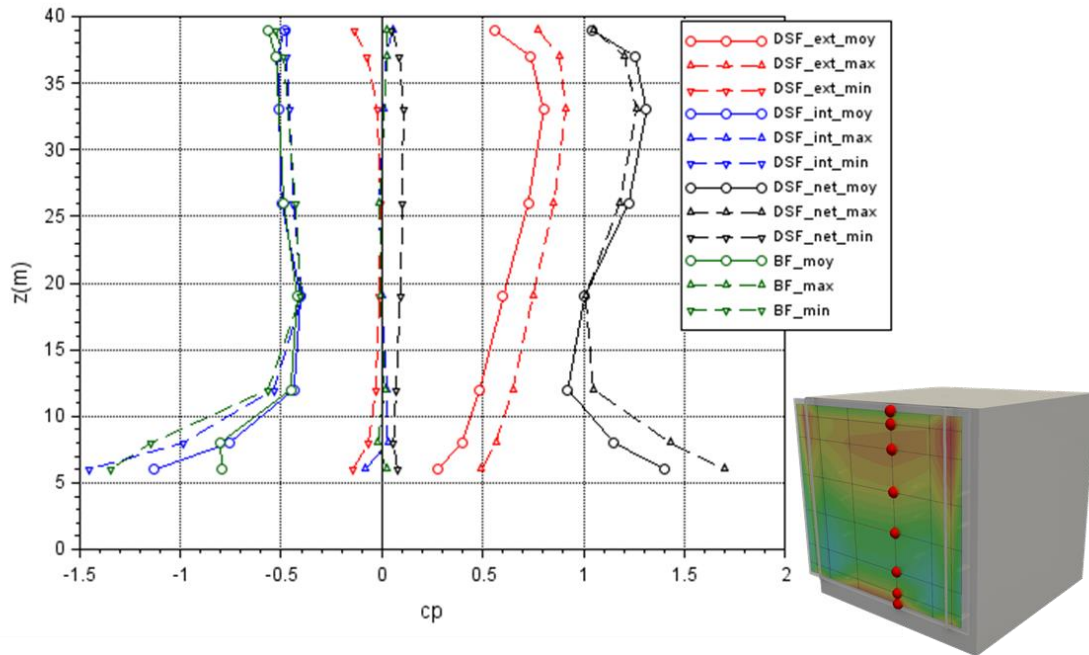 40
35
30
25
20
15
10
5
0
z(m)
-1.5 -1 -0.5 0 0.5 1 1.5 2
cp
DSF_ext_moy
DSF_ext_max
DSF_ext_min
DSF_int_moy
DSF_int_max
DSF_int_min
DSF_net_moy
DSF_net_max
DSF_net_min
BF_moy
BF_max
BF_min